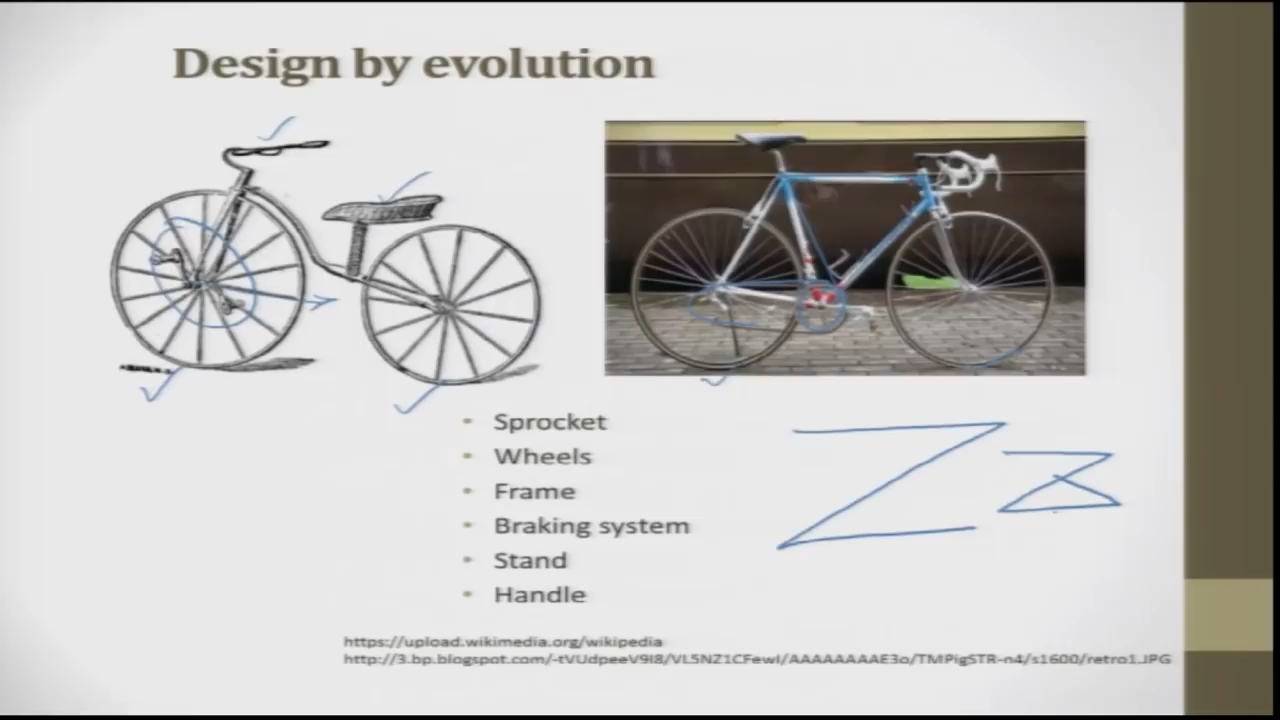 Design by evolution
• Sprocket
• Wheels
• Frame
• Braking system
• Stand
• Handle
https://upload.wikimedia.org/wikipedia
http://3.bp.blogspot.com/-tVUdpeeV9I8/VL5NZ1CFewI/AAAAAAAAE3o/TMPigSTR-n4/s1600/retro1.JPG